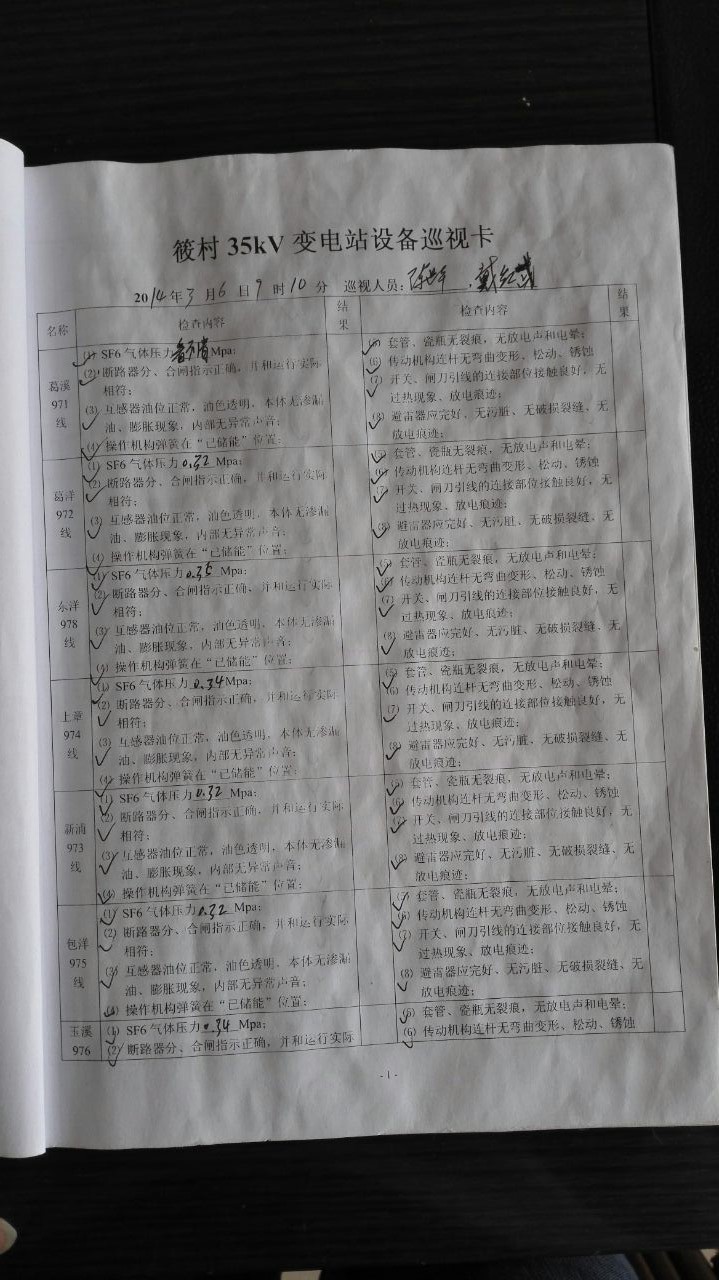 筱村 35kV 变电站设备巡视卡
2014年3月6日9时10分 巡视人员:
名称 检查内容 结果 检查内容 结果
葛溪 971 线
(1) SF6 气体压力看不清Mpa;
(2) 断路器分、合闸指示正确，并和运行实际
相符;
(3) 互感器油位正常，油色透明，本体无渗漏
油、膨胀现象，内部无异常声音;
(4) 操作机构弹簧在“已储能”位置;
(5) 套管、瓷瓶无裂痕，无放电声和电晕;
(6) 传动机构连杆无弯曲变形、松动、锈蚀
(7) 开关、闸刀引线的连接部位接触良好，无
过热现象、放电痕迹;
(8) 避雷器应完好、无污脏、无破损裂缝、无
放电痕迹;
葛洋 972 线
(1) SF6 气体压力 0.32 Mpa;
(2) 断路器分、合闸指示正确，并和运行实际
相符;
(3) 互感器油位正常，油色透明，本体无渗漏
油、膨胀现象，内部无异常声音;
(4) 操作机构弹簧在“已储能”位置;
(5) 套管、瓷瓶无裂痕，无放电声和电晕;
(6) 传动机构连杆无弯曲变形、松动、锈蚀
(7) 开关、闸刀引线的连接部位接触良好，无
过热现象、放电痕迹;
(8) 避雷器应完好、无污脏、无破损裂缝、无
放电痕迹;
东洋 978 线
(1) SF6 气体压力 0.35 Mpa;
(2) 断路器分、合闸指示正确，并和运行实际
相符;
(3) 互感器油位正常，油色透明，本体无渗漏
油、膨胀现象，内部无异常声音;
(4) 操作机构弹簧在“已储能”位置;
(5) 套管、瓷瓶无裂痕，无放电声和电晕;
(6) 传动机构连杆无弯曲变形、松动、锈蚀
(7) 开关、闸刀引线的连接部位接触良好，无
过热现象、放电痕迹;
(8) 避雷器应完好、无污脏、无破损裂缝、无
放电痕迹;
上章 974 线
(1) SF6 气体压力 0.34 Mpa;
(2) 断路器分、合闸指示正确，并和运行实际
相符;
(3) 互感器油位正常，油色透明，本体无渗漏
油、膨胀现象，内部无异常声音;
(4) 操作机构弹簧在“已储能”位置;
(5) 套管、瓷瓶无裂痕，无放电声和电晕;
(6) 传动机构连杆无弯曲变形、松动、锈蚀
(7) 开关、闸刀引线的连接部位接触良好，无
过热现象、放电痕迹;
(8) 避雷器应完好、无污脏、无破损裂缝、无
放电痕迹;
新浦 973 线
(1) SF6 气体压力 0.32 Mpa;
(2) 断路器分、合闸指示正确，并和运行实际
相符;
(3) 互感器油位正常，油色透明，本体无渗漏
油、膨胀现象，内部无异常声音;
(4) 操作机构弹簧在“已储能”位置;
(5) 套管、瓷瓶无裂痕，无放电声和电晕;
(6) 传动机构连杆无弯曲变形、松动、锈蚀
(7) 开关、闸刀引线的连接部位接触良好，无
过热现象、放电痕迹;
(8) 避雷器应完好、无污脏、无破损裂缝、无
放电痕迹;
包洋 975 线
(1) SF6 气体压力 0.32 Mpa;
(2) 断路器分、合闸指示正确，并和运行实际
相符;
(3) 互感器油位正常，油色透明，本体无渗漏
油、膨胀现象，内部无异常声音;
(4) 操作机构弹簧在“已储能”位置;
(5) 套管、瓷瓶无裂痕，无放电声和电晕;
(6) 传动机构连杆无弯曲变形、松动、锈蚀
(7) 开关、闸刀引线的连接部位接触良好，无
过热现象、放电痕迹;
(8) 避雷器应完好、无污脏、无破损裂缝、无
放电痕迹;
玉溪 976
(1) SF6 气体压力 0.34 Mpa;
(2) 断路器分、合闸指示正确，并和运行实际
(5) 套管、瓷瓶无裂痕，无放电声和电晕;
(6) 传动机构连杆无弯曲变形、松动、锈蚀
- 1 -